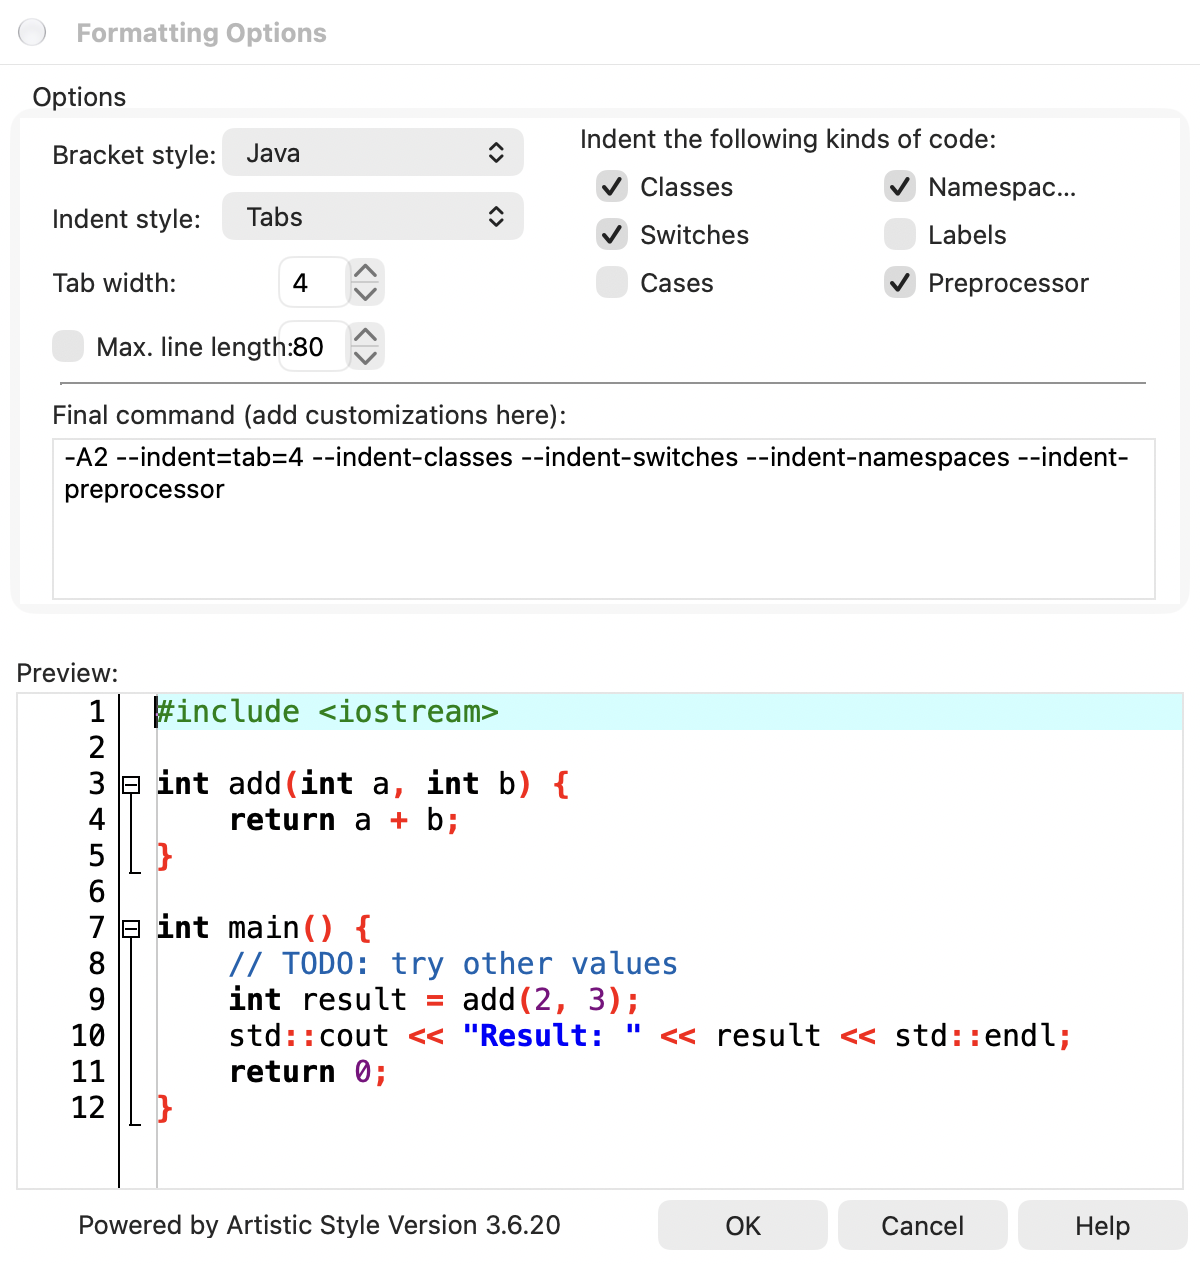 Formatting Options
Options
Bracket style: Java
Indent style: Tabs
Tab width: 4
Max. line length: 80
Indent the following kinds of code:
Classes
Namespac...
Switches
Labels
Cases
Preprocessor
Final command (add customizations here):
-A2 --indent=tab=4 --indent-classes --indent-switches --indent-namespaces --indent-
preprocessor
Preview:
1 #include <iostream>
2
3 int add(int a, int b) {
4     return a + b;
5 }
6
7 int main() {
8     // TODO: try other values
9     int result = add(2, 3);
10     std::cout << "Result: " << result << std::endl;
11     return 0;
12 }
Powered by Artistic Style Version 3.6.20
OK
Cancel
Help